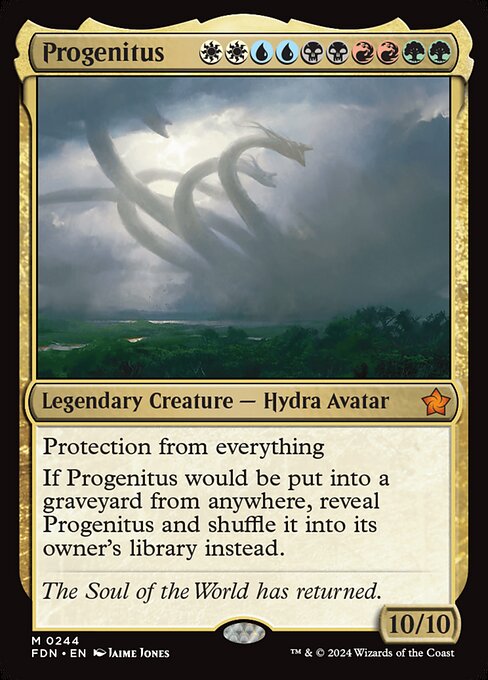 Progenitus
Legendary Creature — Hydra Avatar
Protection from everything
If Progenitus would be put into a
graveyard from anywhere, reveal
Progenitus and shuffle it into its
owner's library instead.
The Soul of the World has returned.
10/10
M 0244
FDN • EN Jaime Jones
™ & © 2024 Wizards of the Coast